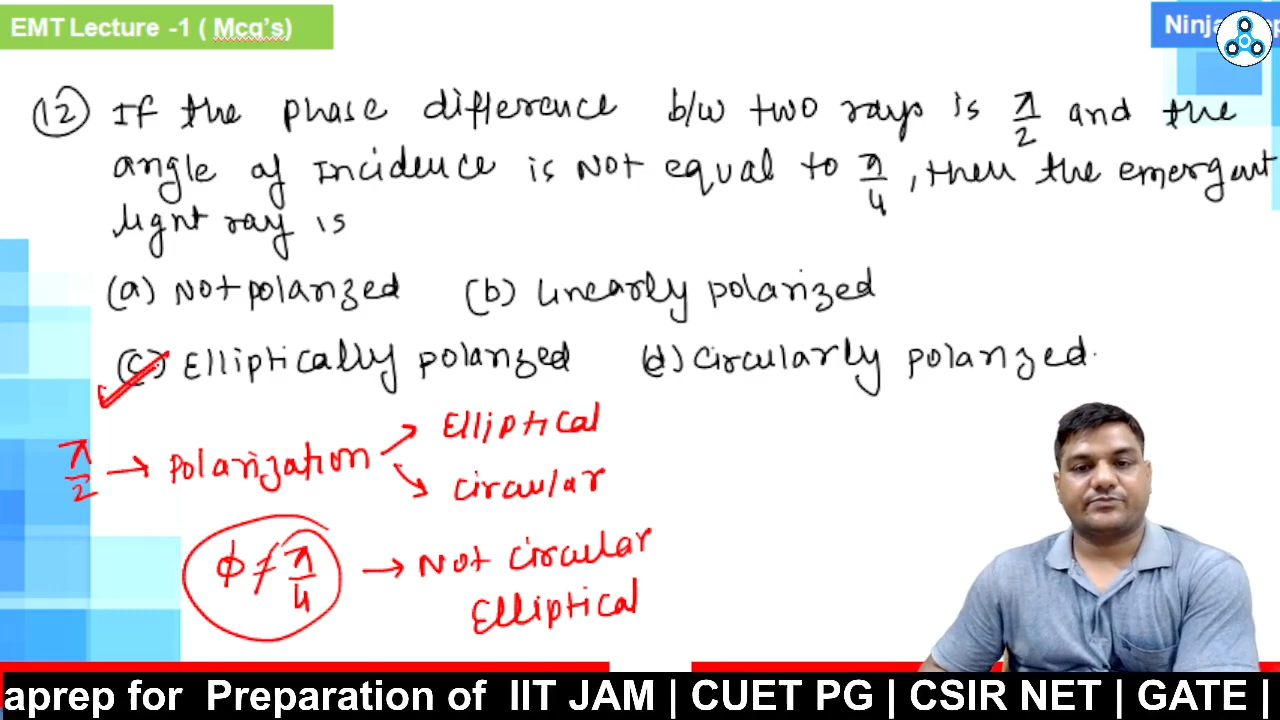 EMT Lecture -1 ( Mcq's)
Ninja
(12) If the phase difference b/w two rays is π/2 and the
angle of incidence is NOT equal to π/4, then the emergent
light ray is
(a) Not polarized (b) linearly polarized
(c) Elliptically polarized (d) Circularly polarized.
π/2 → Polarization → Elliptical
→ circular
ϕ ≠ π/4 → Not circular
Elliptical
aprep for Preparation of IIT JAM | CUET PG | CSIR NET | GATE |